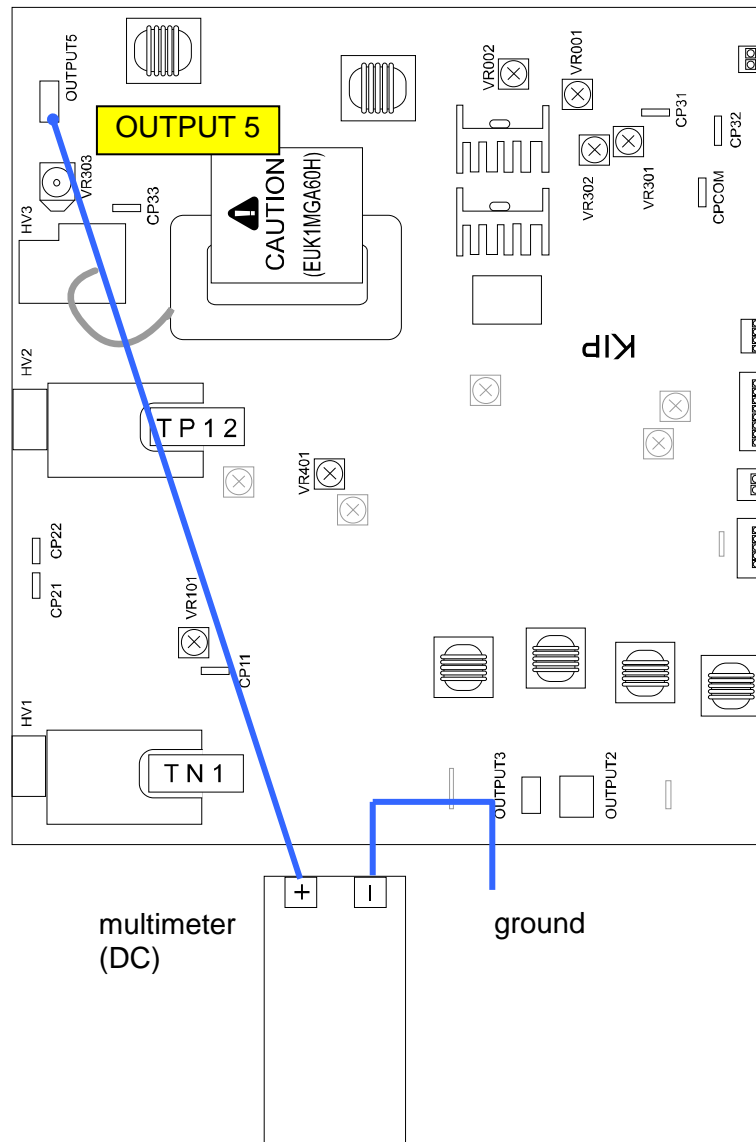 OUTPUT5
OUTPUT 5
VR002
VR001
CP31
CP32
VR303
CP33
CAUTION
(EUK1MGA60H)
VR302
VR301
CPCOM
HV3
KIP
HV2
TP12
VR401
CP22
CP21
VR101
CP11
HV1
TN1
OUTPUT3
OUTPUT2
+
−
multimeter
(DC)
ground